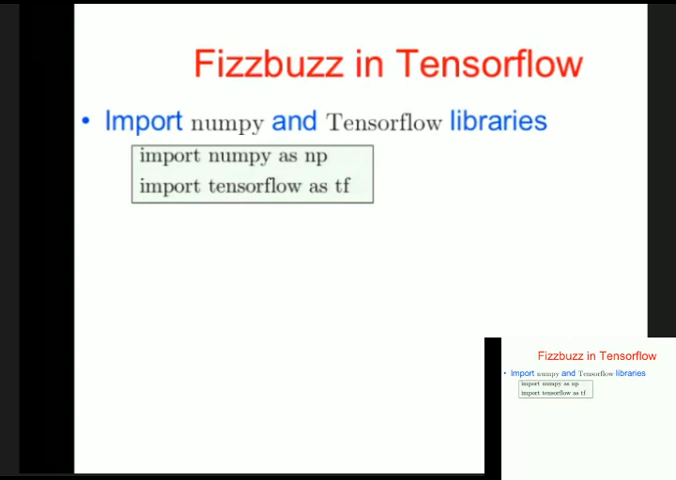 Fizzbuzz in Tensorflow
• Import numpy and Tensorflow libraries
import numpy as np
import tensorflow as tf
Fizzbuzz in Tensorflow
• Import numpy and Tensorflow libraries
import numpy as np
import tensorflow as tf